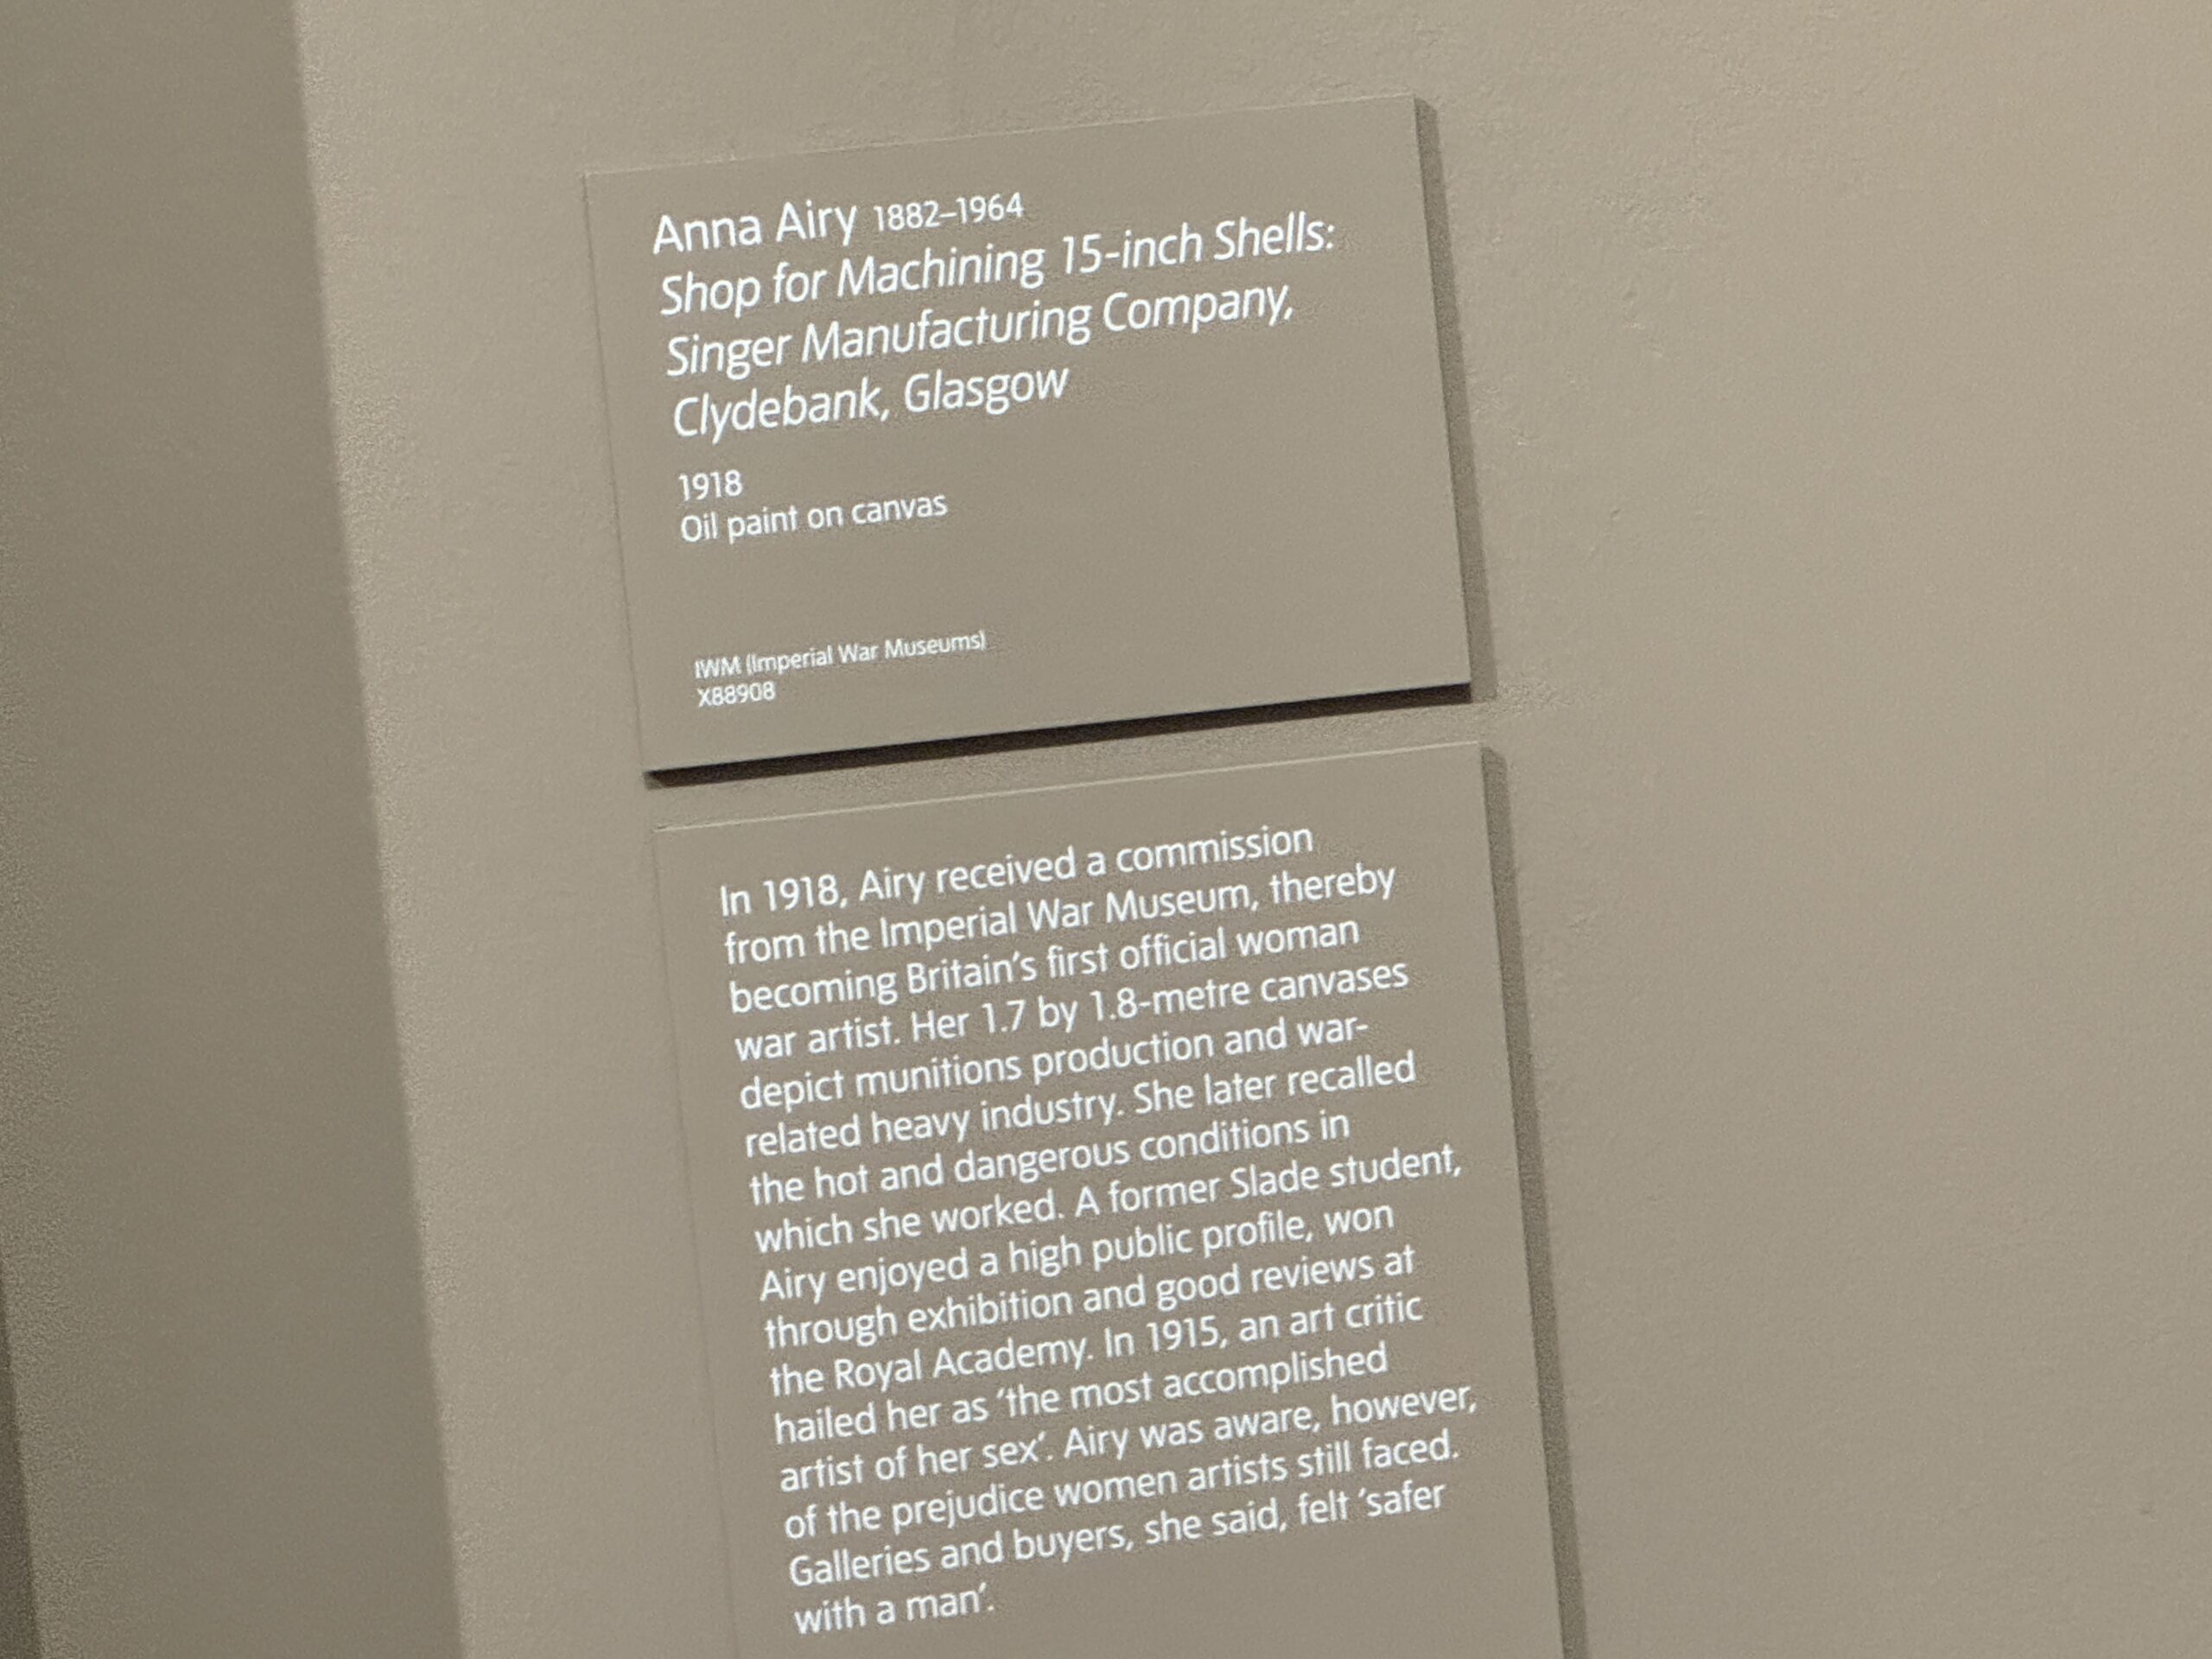 Anna Airy 1882–1964
Shop for Machining 15-inch Shells:
Singer Manufacturing Company,
Clydebank, Glasgow
1918
Oil paint on canvas
IWM (Imperial War Museums)
X88908
In 1918, Airy received a commission
from the Imperial War Museum, thereby
becoming Britain’s first official woman
war artist. Her 1.7 by 1.8-metre canvases
depict munitions production and war-
related heavy industry. She later recalled
the hot and dangerous conditions in
which she worked. A former Slade student,
Airy enjoyed a high public profile, won
through exhibition and good reviews at
the Royal Academy. In 1915, an art critic
hailed her as ‘the most accomplished
artist of her sex’. Airy was aware, however,
of the prejudice women artists still faced.
Galleries and buyers, she said, felt ‘safer
with a man’.